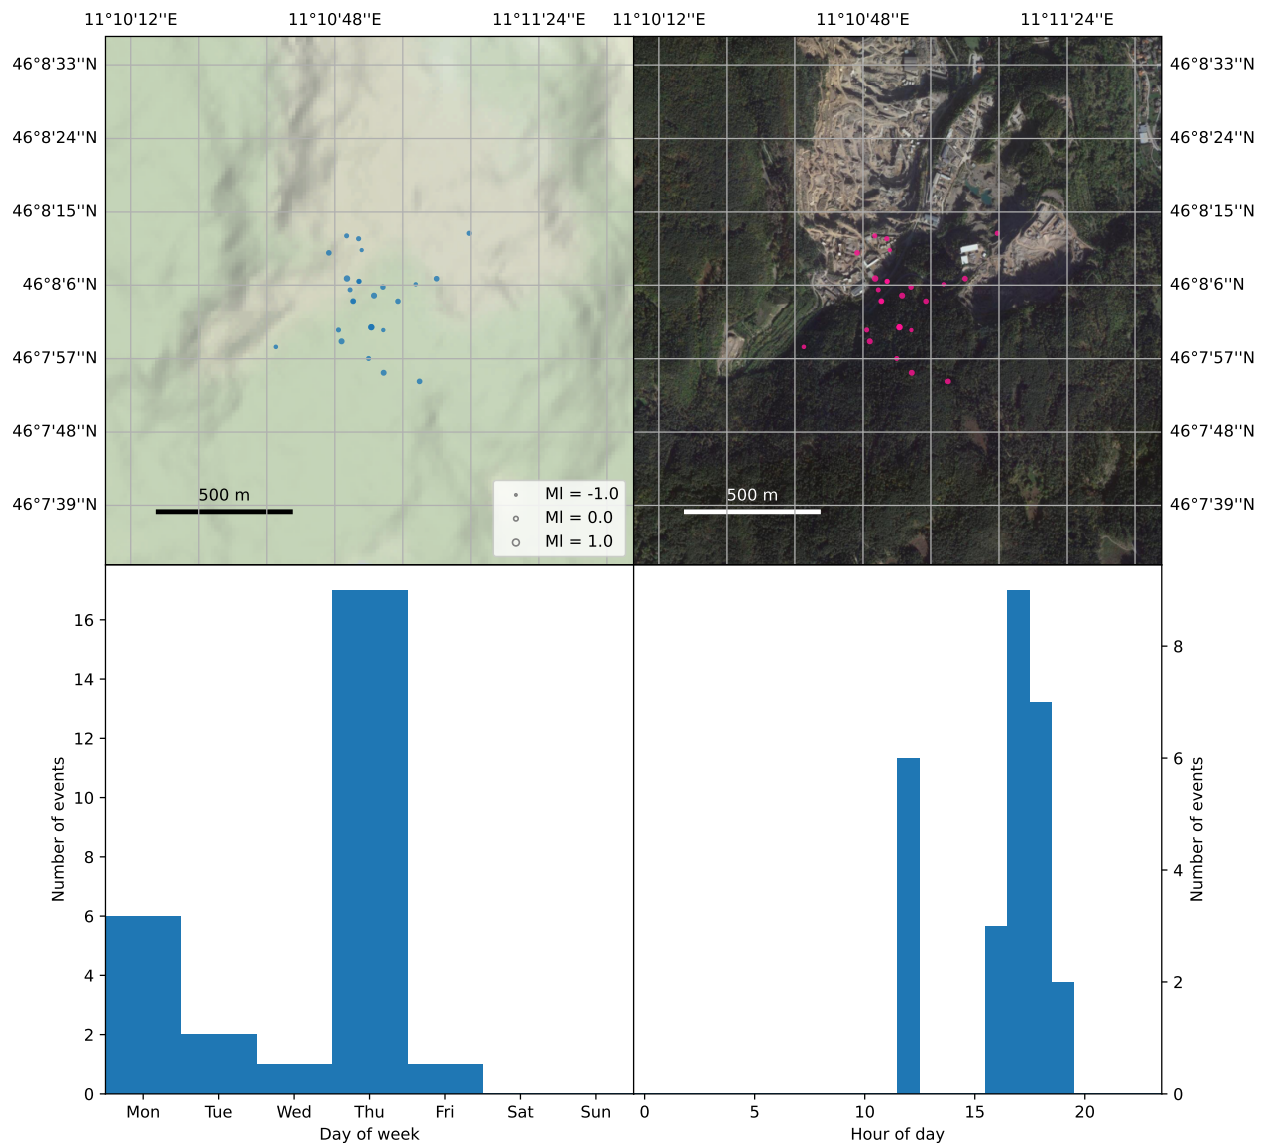 11°10'12''E 11°10'48''E 11°11'24''E 11°10'12''E 11°10'48''E 11°11'24''E
46°8'33''N 46°8'33''N
46°8'24''N 46°8'24''N
46°8'15''N 46°8'15''N
46°8'6''N 46°8'6''N
46°7'57''N 46°7'57''N
46°7'48''N 46°7'48''N
46°7'39''N 46°7'39''N
500 m
Ml = -1.0
Ml = 0.0
Ml = 1.0
500 m
16
14
12
10
8
6
4
2
0
Number of events
Mon Tue Wed Thu Fri Sat Sun
Day of week
8
6
4
2
0
Number of events
0 5 10 15 20
Hour of day